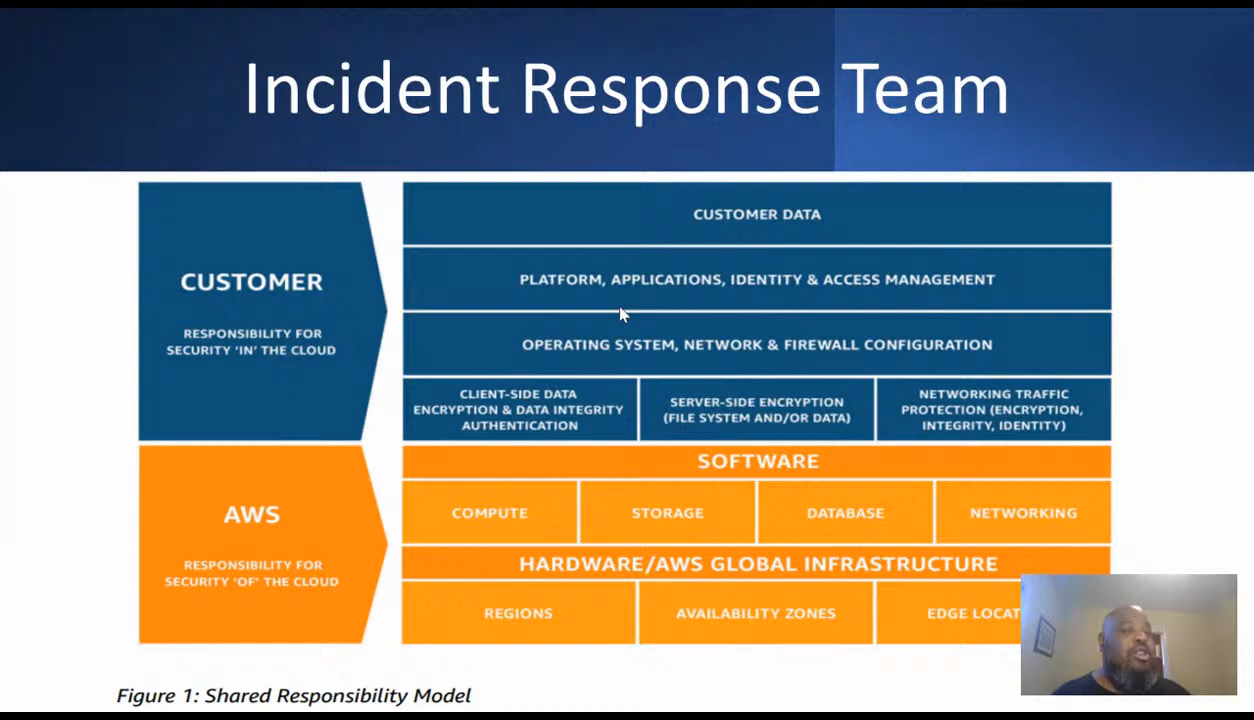 Incident Response Team
CUSTOMER
RESPONSIBILITY FOR
SECURITY ‘IN’ THE CLOUD
CUSTOMER DATA
PLATFORM, APPLICATIONS, IDENTITY & ACCESS MANAGEMENT
OPERATING SYSTEM, NETWORK & FIREWALL CONFIGURATION
CLIENT-SIDE DATA
ENCRYPTION & DATA INTEGRITY
AUTHENTICATION
SERVER-SIDE ENCRYPTION
(FILE SYSTEM AND/OR DATA)
NETWORKING TRAFFIC
PROTECTION (ENCRYPTION,
INTEGRITY, IDENTITY)
AWS
RESPONSIBILITY FOR
SECURITY ‘OF’ THE CLOUD
SOFTWARE
COMPUTE
STORAGE
DATABASE
NETWORKING
HARDWARE/AWS GLOBAL INFRASTRUCTURE
REGIONS
AVAILABILITY ZONES
EDGE
Figure 1: Shared Responsibility Model